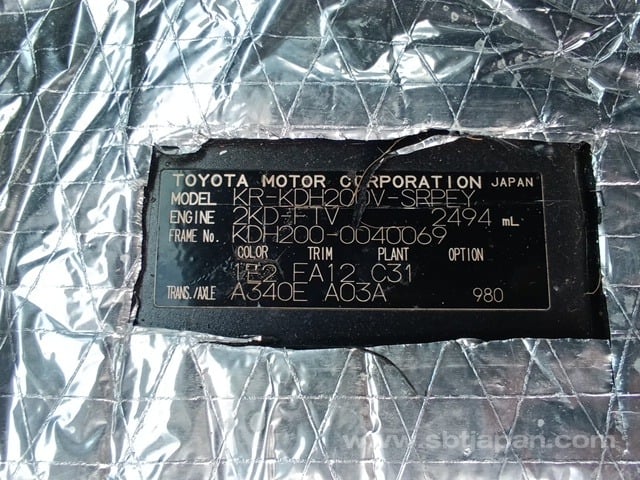 TOYOTA MOTOR CORPORATION JAPAN
MODEL KR-KDH200V-SRPEY
ENGINE 2KD-FTV 2494 mL
FRAME No. KDH200-0040069
COLOR TRIM PLANT OPTION
1E2 FA12 C31
TRANS./AXLE A340E A03A 980
www.sbtjapan.com